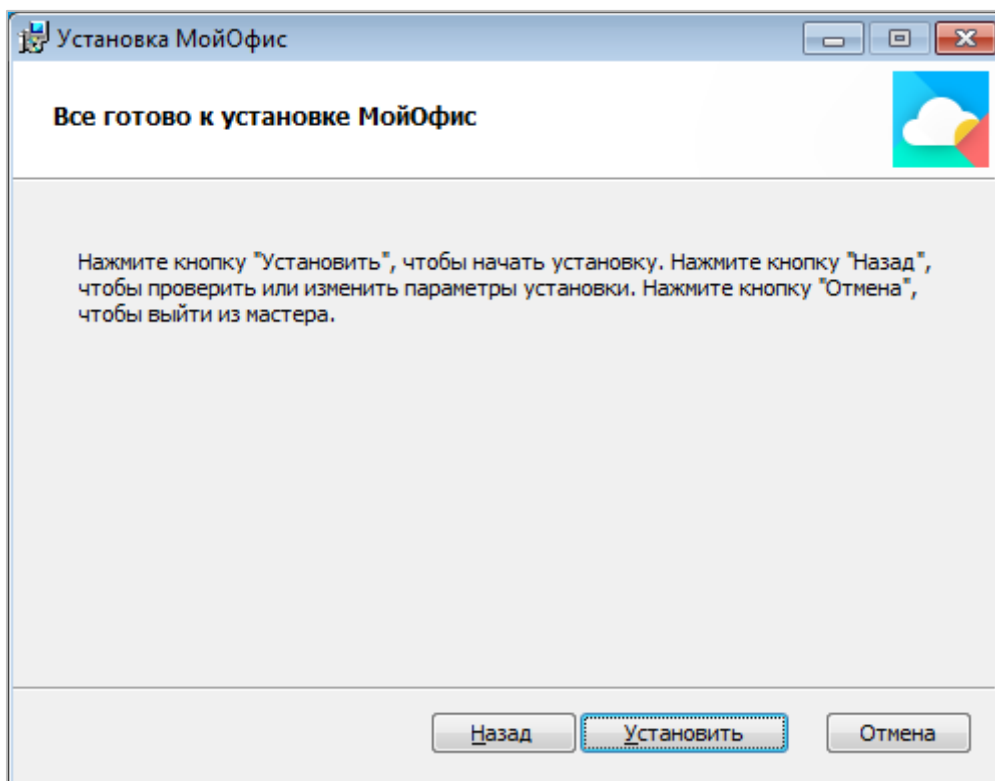 Установка МойОфис
Все готово к установке МойОфис
Нажмите кнопку "Установить", чтобы начать установку. Нажмите кнопку "Назад",
чтобы проверить или изменить параметры установки. Нажмите кнопку "Отмена",
чтобы выйти из мастера.
Назад Установить Отмена